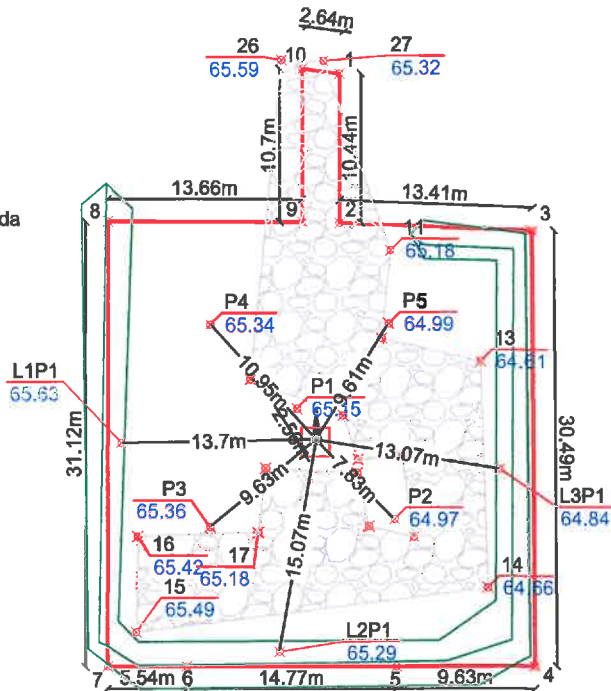 2.64m
26 10 1 27
65.59 65.32
10.7m
10.44m
13.66m 13.41m
da
8 9 2 3
11
65.18
P4 P5
65.34 64.99
13
64.61
L1P1
65.63
10.95m
9.61m
P1
65.15
31.12m
30.49m
13.7m 13.07m
9.63m
7.83m
L3P1
64.84
P3 P2
65.36 64.97
16
65.42
17
65.18
15.07m
15
65.49
14
64.66
L2P1
65.29
7 5.54m 6 14.77m 5 9.63m 4